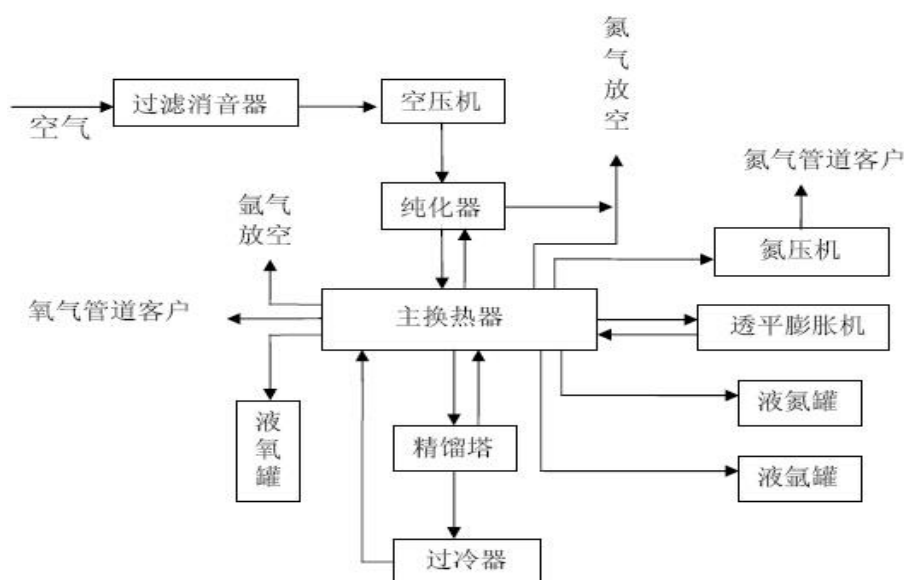 氮
气
放
空
过滤消音器
空压机
空气
氮气管道客户
纯化器
氩气
放空
氮压机
氧气管道客户
主换热器
透平膨胀机
液氮罐
液
氧
罐
精馏塔
液氩罐
过冷器